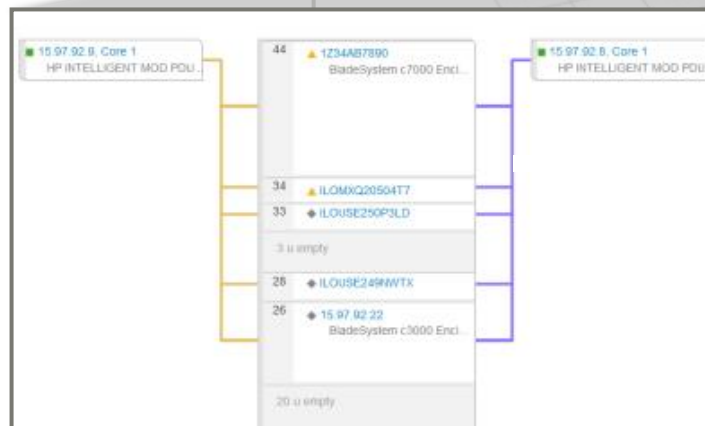 15.97.92.9, Core 1
HP INTELLIGENT MOD PDU ...
44
1Z34AB7890
BladeSystem c7000 Encl...
34
ILOMXQ20504T7
33
ILOUSE250P3LD
3 u empty
28
ILOUSE249NWTX
26
15.97.92.22
BladeSystem c3000 Encl...
20 u empty
15.97.92.8, Core 1
HP INTELLIGENT MOD PDU